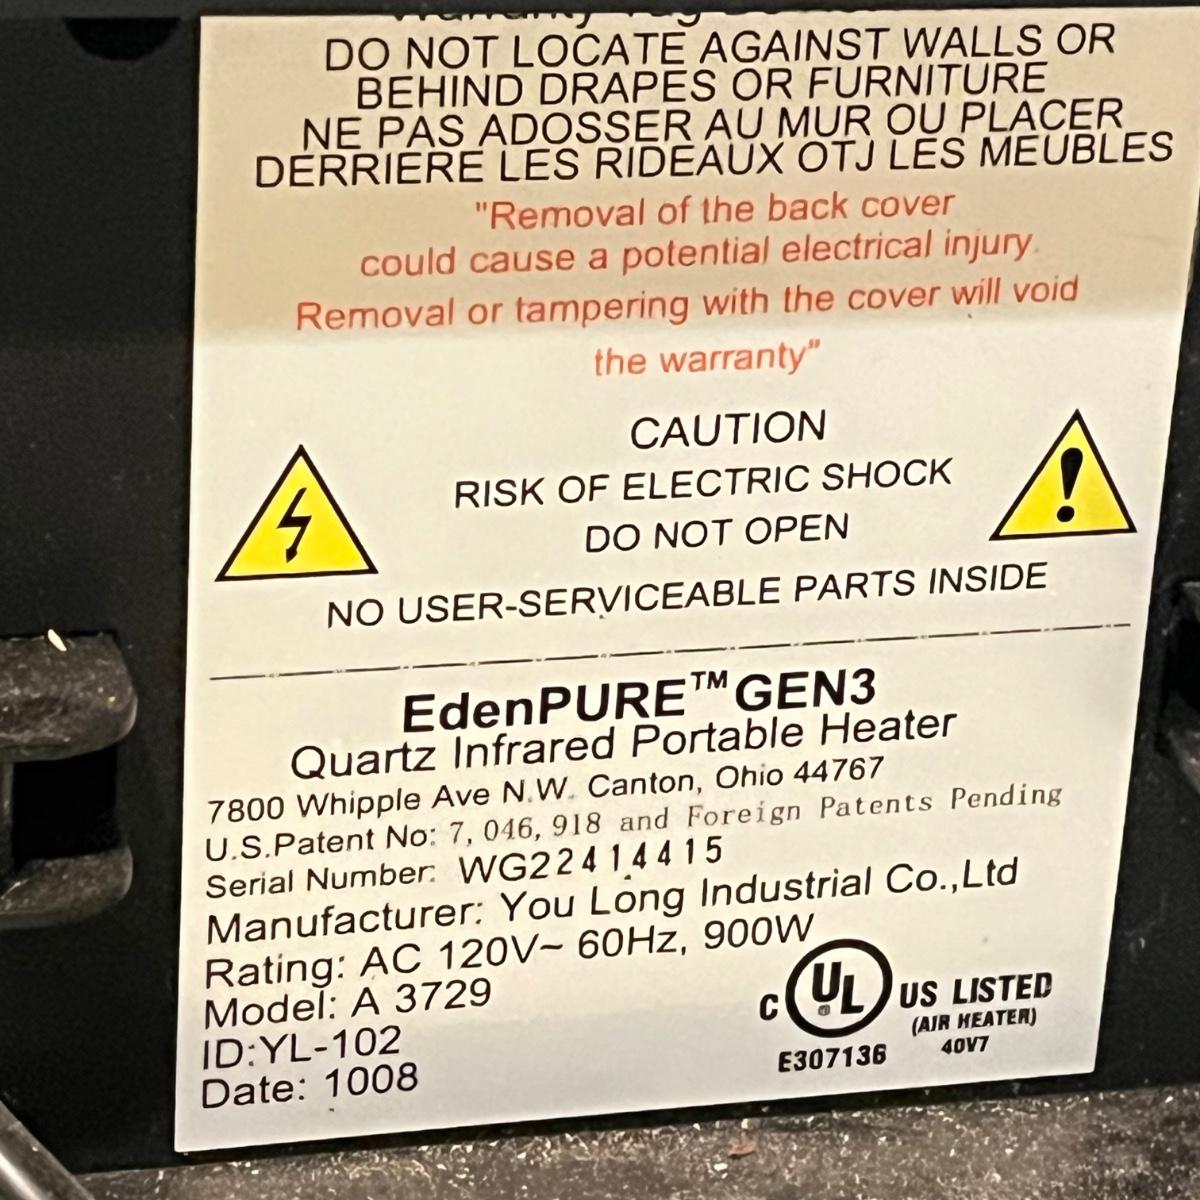 DO NOT LOCATE AGAINST WALLS OR
BEHIND DRAPES OR FURNITURE
NE PAS ADOSSER AU MUR OU PLACER
DERRIERE LES RIDEAUX OTJ LES MEUBLES
"Removal of the back cover
could cause a potential electrical injury.
Removal or tampering with the cover will void
the warranty"
CAUTION
RISK OF ELECTRIC SHOCK
DO NOT OPEN
NO USER-SERVICEABLE PARTS INSIDE
EdenPURE™ GEN3
Quartz Infrared Portable Heater
7800 Whipple Ave N.W. Canton, Ohio 44767
U.S.Patent No: 7, 046, 918 and Foreign Patents Pending
Serial Number: WG22414415
Manufacturer: You Long Industrial Co.,Ltd
Rating: AC 120V~ 60Hz, 900W
Model: A 3729
ID:YL-102
Date: 1008
C UL US LISTED
(AIR HEATER)
E307136 40V7